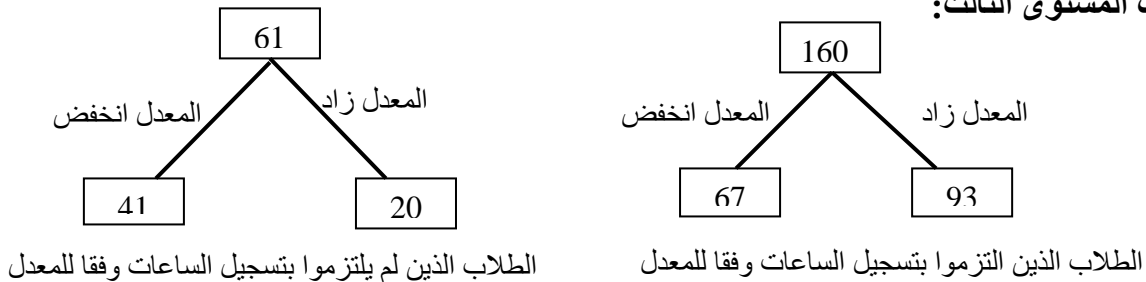 المستوى الثالث:
160
61
المعدل زاد
المعدل انخفض
المعدل زاد
المعدل انخفض
93
67
20
41
الطلاب الذين التزموا بتسجيل الساعات وفقا للمعدل
الطلاب الذين لم يلتزموا بتسجيل الساعات وفقا للمعدل